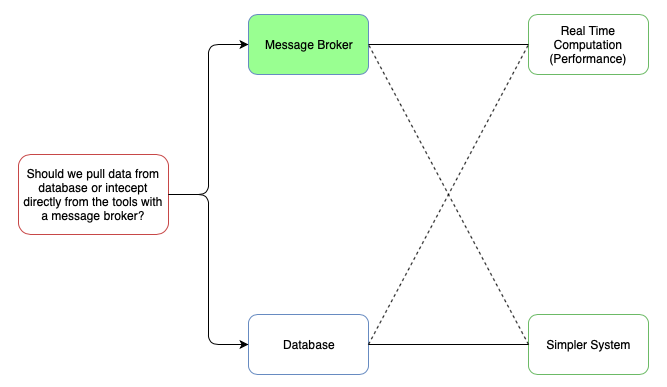 Message Broker
Real Time
Computation
(Performance)
Should we pull data from
database or intecept
directly from the tools with
a message broker?
Database
Simpler System